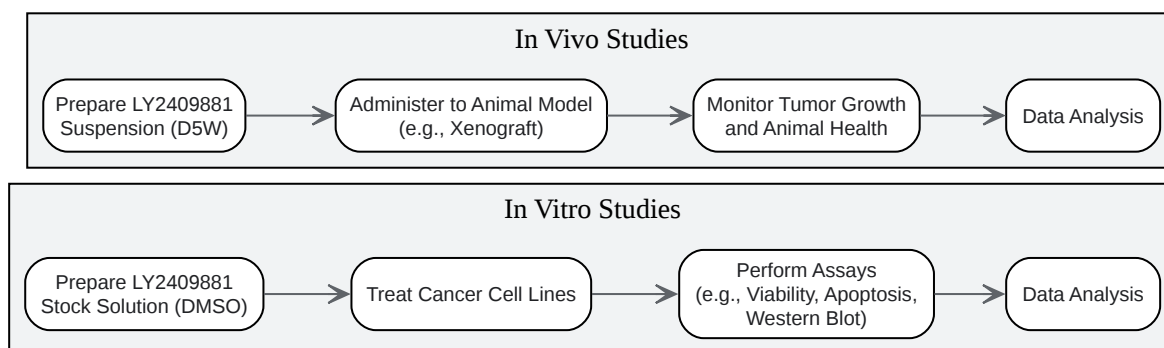 In Vivo Studies
Prepare LY2409881
Suspension (D5W)
Administer to Animal Model
(e.g., Xenograft)
Monitor Tumor Growth
and Animal Health
Data Analysis
In Vitro Studies
Prepare LY2409881
Stock Solution (DMSO)
Treat Cancer Cell Lines
Perform Assays
(e.g., Viability, Apoptosis,
Western Blot)
Data Analysis